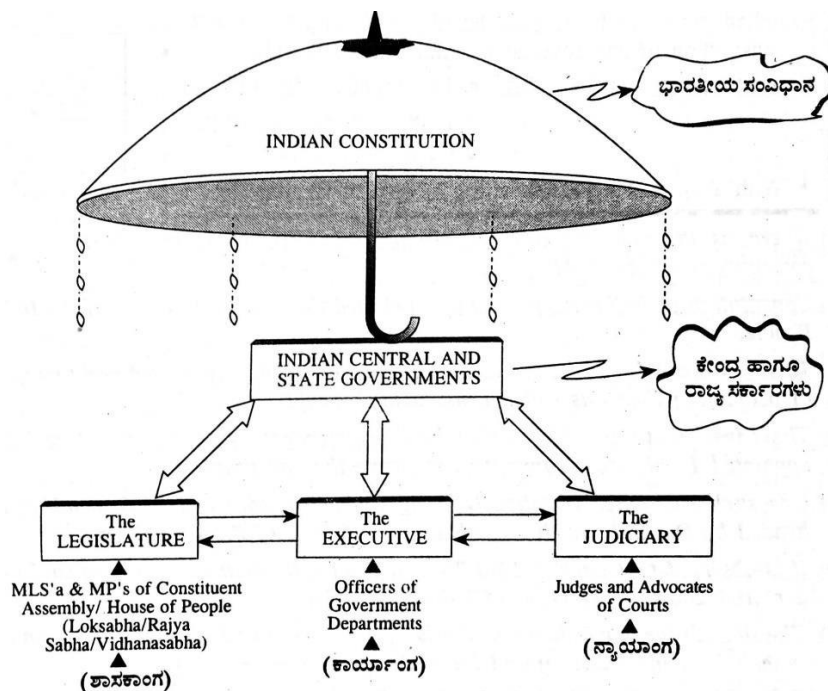 ಭಾರತೀಯ ಸಂವಿಧಾನ
INDIAN CONSTITUTION
INDIAN CENTRAL AND
STATE GOVERNMENTS
ಕೇಂದ್ರ ಹಾಗೂ
ರಾಜ್ಯ ಸರ್ಕಾರಗಳು
The
LEGISLATURE
The
EXECUTIVE
The
JUDICIARY
MLS'a & MP's of Constituent
Assembly/ House of People
(Loksabha/Rajya
Sabha/Vidhanasabha)
(ಶಾಸಕಾಂಗ)
Officers of
Government
Departments
(ಕಾರ್ಯಾಂಗ)
Judges and Advocates
of Courts
(ನ್ಯಾಯಾಂಗ)